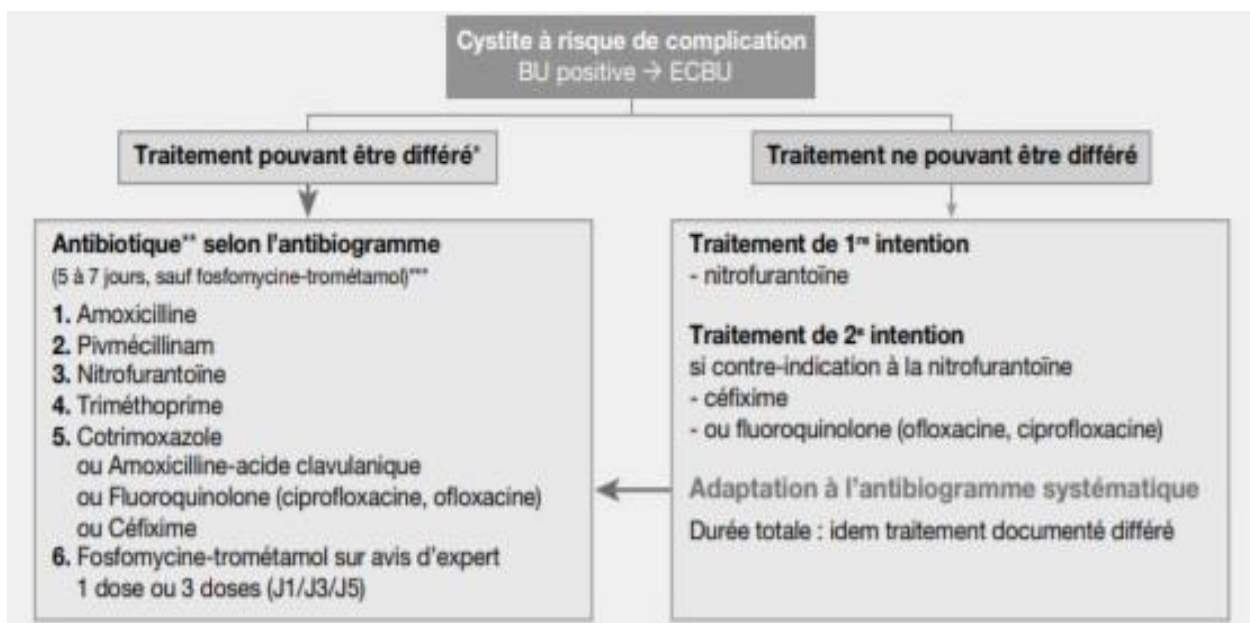 Cystite à risque de complication
BU positive → ECBU
Traitement pouvant être différé*
Traitement ne pouvant être différé
Antibiotique** selon l'antibiogramme
(5 à 7 jours, sauf fosfomycine-trométamol)***
1. Amoxicilline
2. Pivmécillinam
3. Nitrofurantoïne
4. Triméthoprime
5. Cotrimoxazole
ou Amoxicilline-acide clavulanique
ou Fluoroquinolone (ciprofloxacine, ofloxacine)
ou Céfixime
6. Fosfomycine-trométamol sur avis d'expert
1 dose ou 3 doses (J1/J3/J5)
Traitement de 1re intention
- nitrofurantoïne
Traitement de 2e intention
si contre-indication à la nitrofurantoïne
- céfixime
- ou fluoroquinolone (ofloxacine, ciprofloxacine)
Adaptation à l'antibiogramme systématique
Durée totale : idem traitement documenté différé